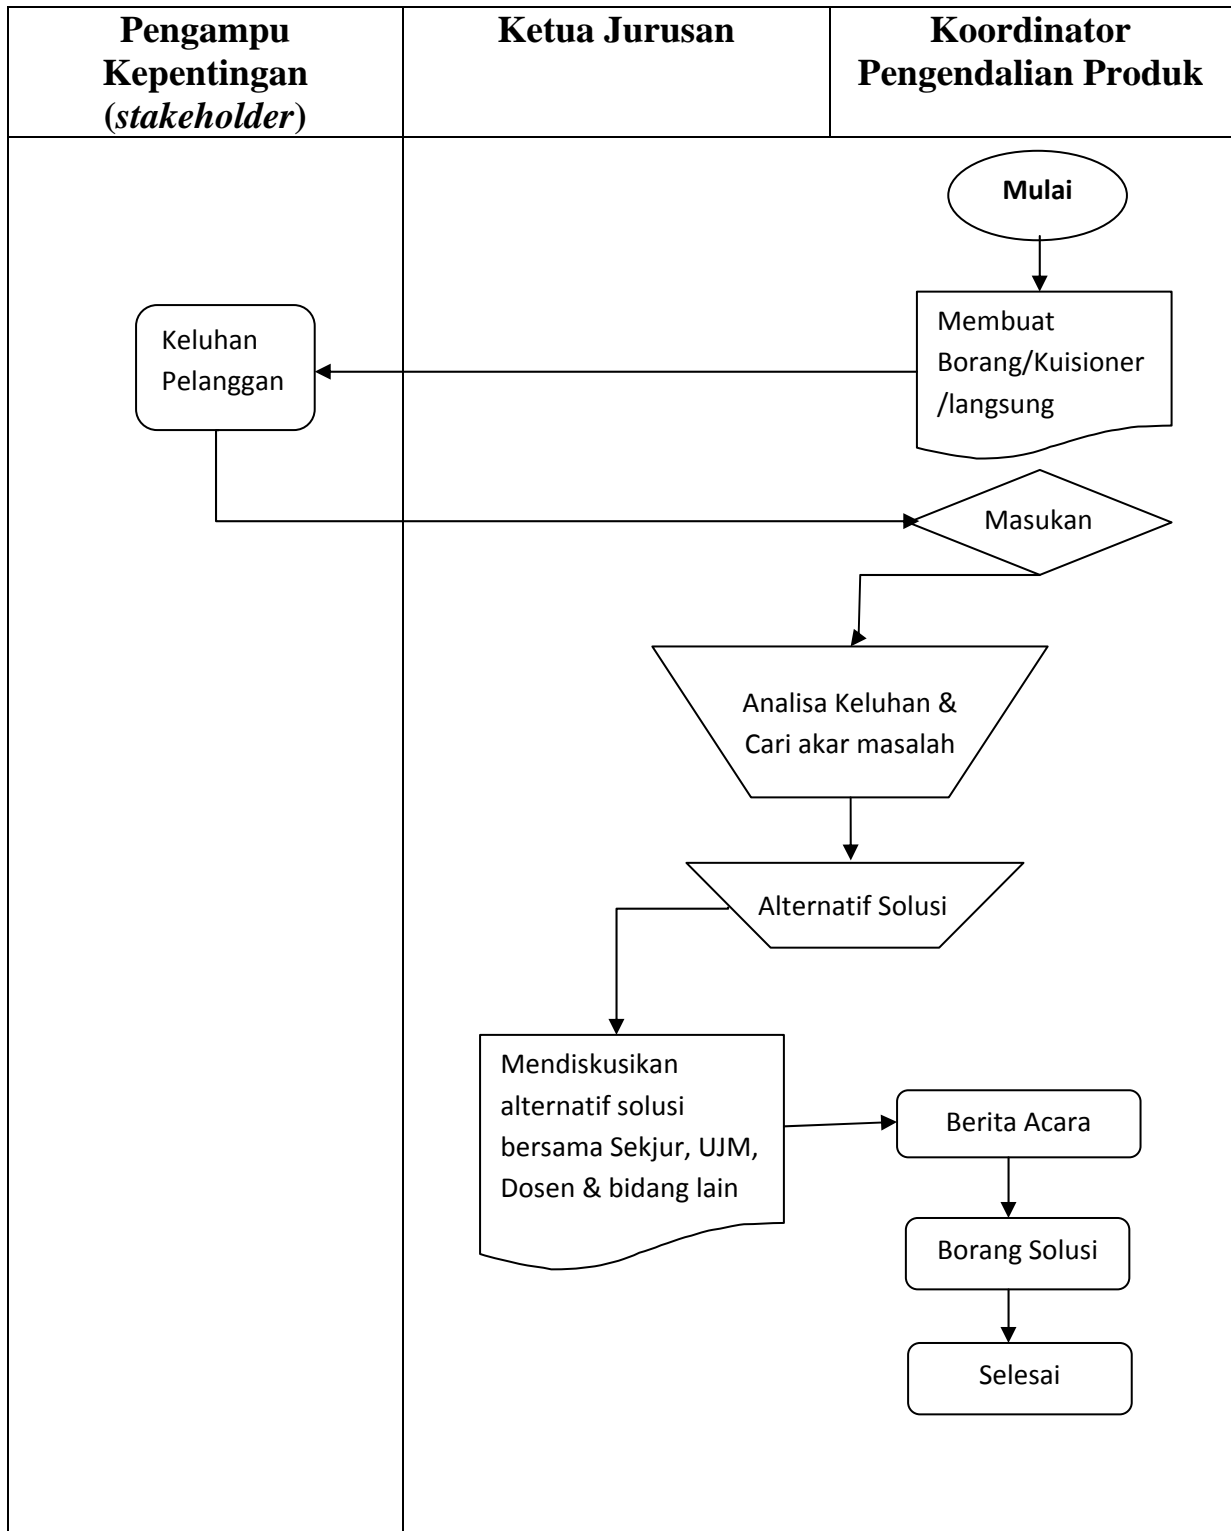 Pengampu
Kepentingan
(stakeholder)
Ketua Jurusan
Koordinator
Pengendalian Produk
Mulai
Membuat
Borang/Kuisioner
/langsung
Keluhan
Pelanggan
Masukan
Analisa Keluhan &
Cari akar masalah
Alternatif Solusi
Mendiskusikan
alternatif solusi
bersama Sekjur, UJM,
Dosen & bidang lain
Berita Acara
Borang Solusi
Selesai